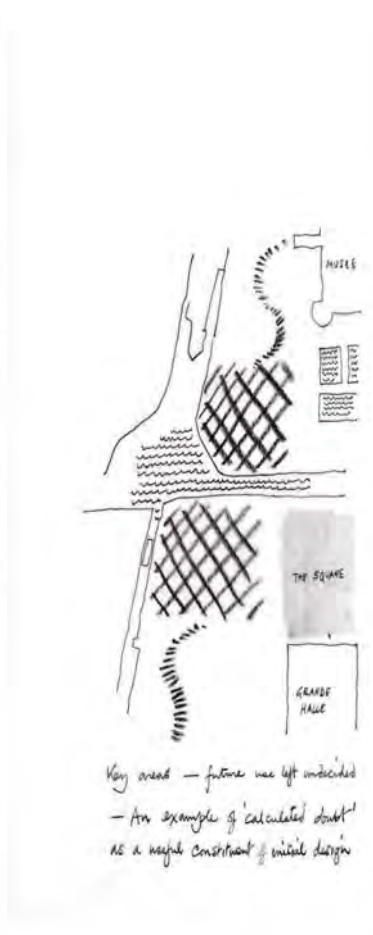 MUSÉE
THE SQUARE
GRANDE
HALLE
Key areas — future use left undecided
— An example of 'calculated doubt'
as a useful constituent of initial design